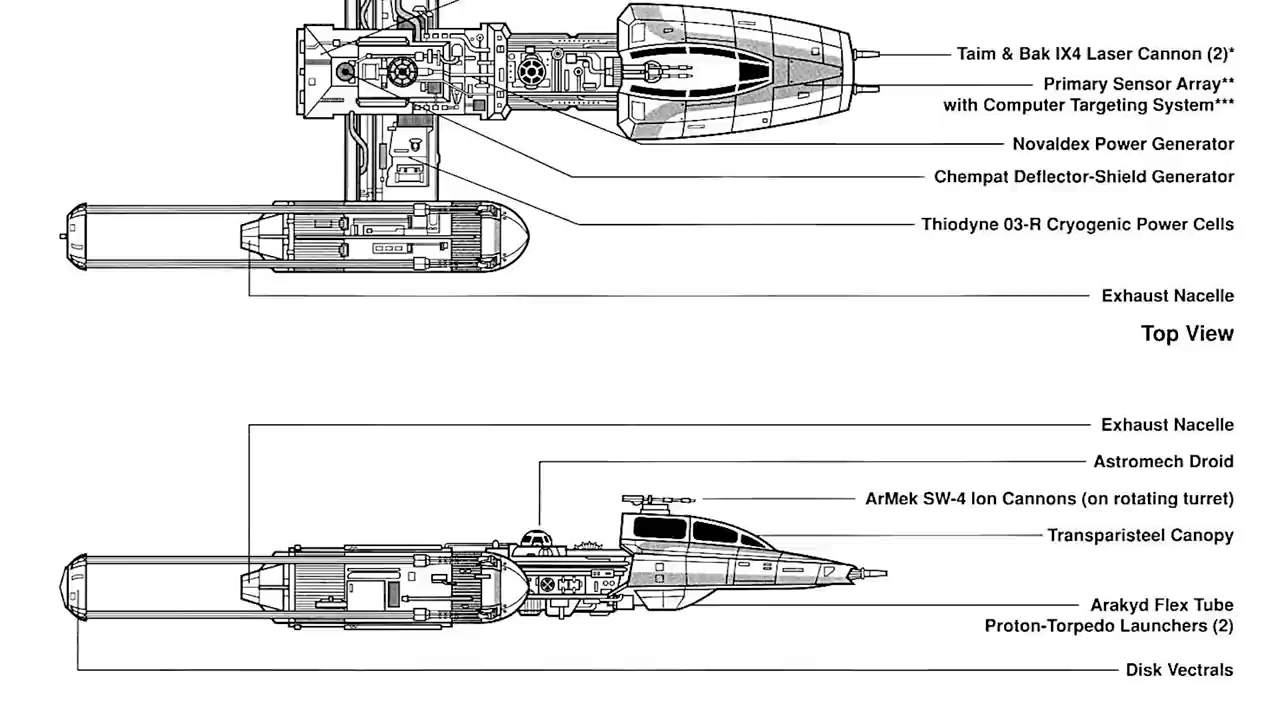 Taim & Bak IX4 Laser Cannon (2)*
Primary Sensor Array**
with Computer Targeting System***
Novaldex Power Generator
Chempat Deflector-Shield Generator
Thiodyne 03-R Cryogenic Power Cells
Exhaust Nacelle
Top View
Exhaust Nacelle
Astromech Droid
ArMek SW-4 Ion Cannons (on rotating turret)
Transparisteel Canopy
Arakyd Flex Tube
Proton-Torpedo Launchers (2)
Disk Vectrals